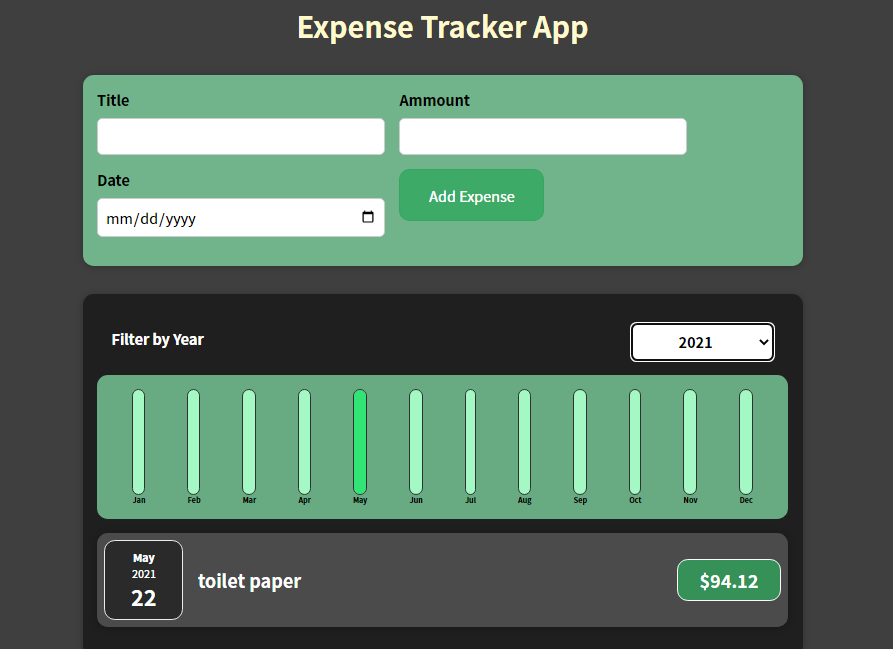 Expense Tracker App
Title
Ammount
Date
mm/dd/yyyy
Add Expense
Filter by Year
2021
Jan Feb Mar Apr May Jun Jul Aug Sep Oct Nov Dec
May
2021
22
toilet paper
$94.12